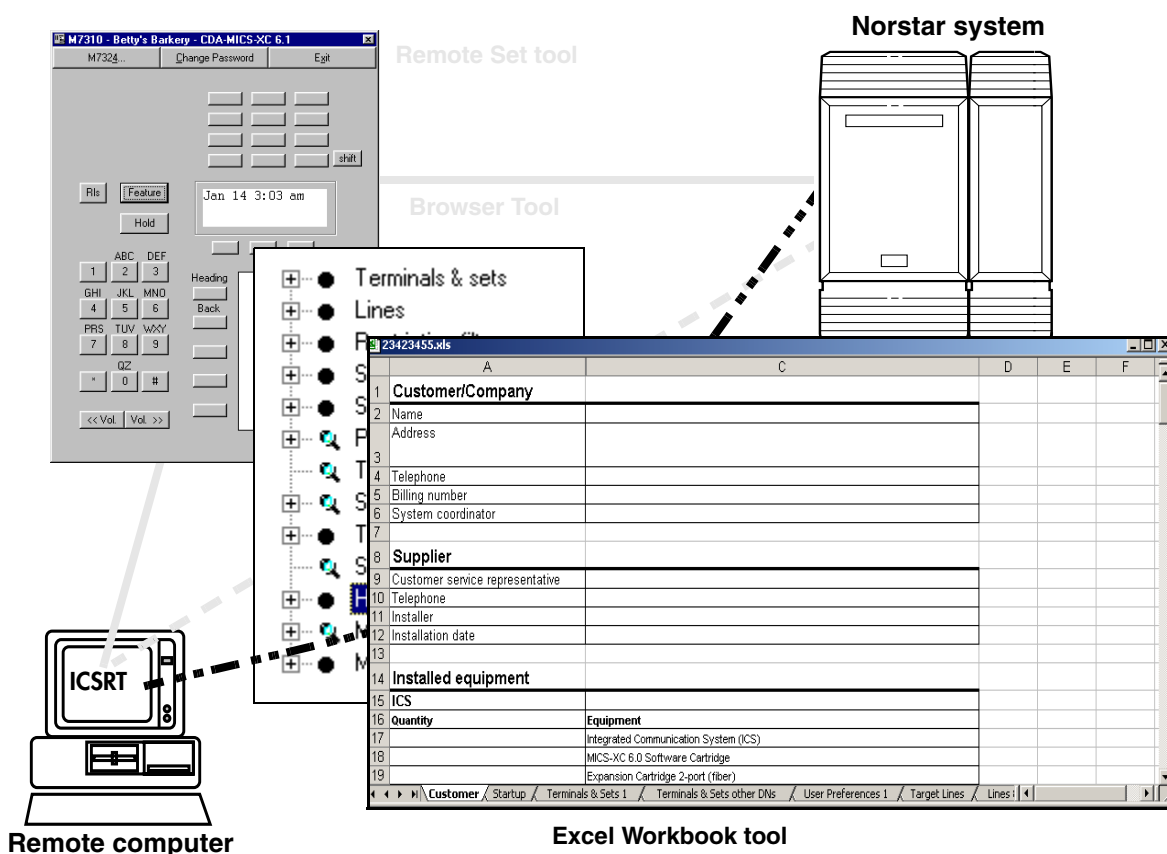 Norstar system
M7310 - Betty's Barkery - CDA-MICS-XC 6.1
M7324... Change Password Exit
Remote Set tool
shift
Rls Feature
Jan 14 3:03 am
Hold
Browser Tool
ABC DEF
1 2 3
GHI JKL MNO
4 5 6
PRS TUV WXY
7 8 9
QZ
* 0 #
<< Vol. Vol. >>
Heading
Back
Terminals & sets
Lines
23423455.xls
A C D E F
1 Customer/Company
2 Name
3 Address
4 Telephone
5 Billing number
6 System coordinator
7
8 Supplier
9 Customer service representative
10 Telephone
11 Installer
12 Installation date
13
14 Installed equipment
15 ICS
16 Quantity Equipment
17 Integrated Communication System (ICS)
18 MICS-XC 6.0 Software Cartridge
19 Expansion Cartridge 2-port (fiber)
Customer Startup Terminals & Sets 1 Terminals & Sets other DNs User Preferences 1 Target Lines Lines
ICSRT
Remote computer
Excel Workbook tool